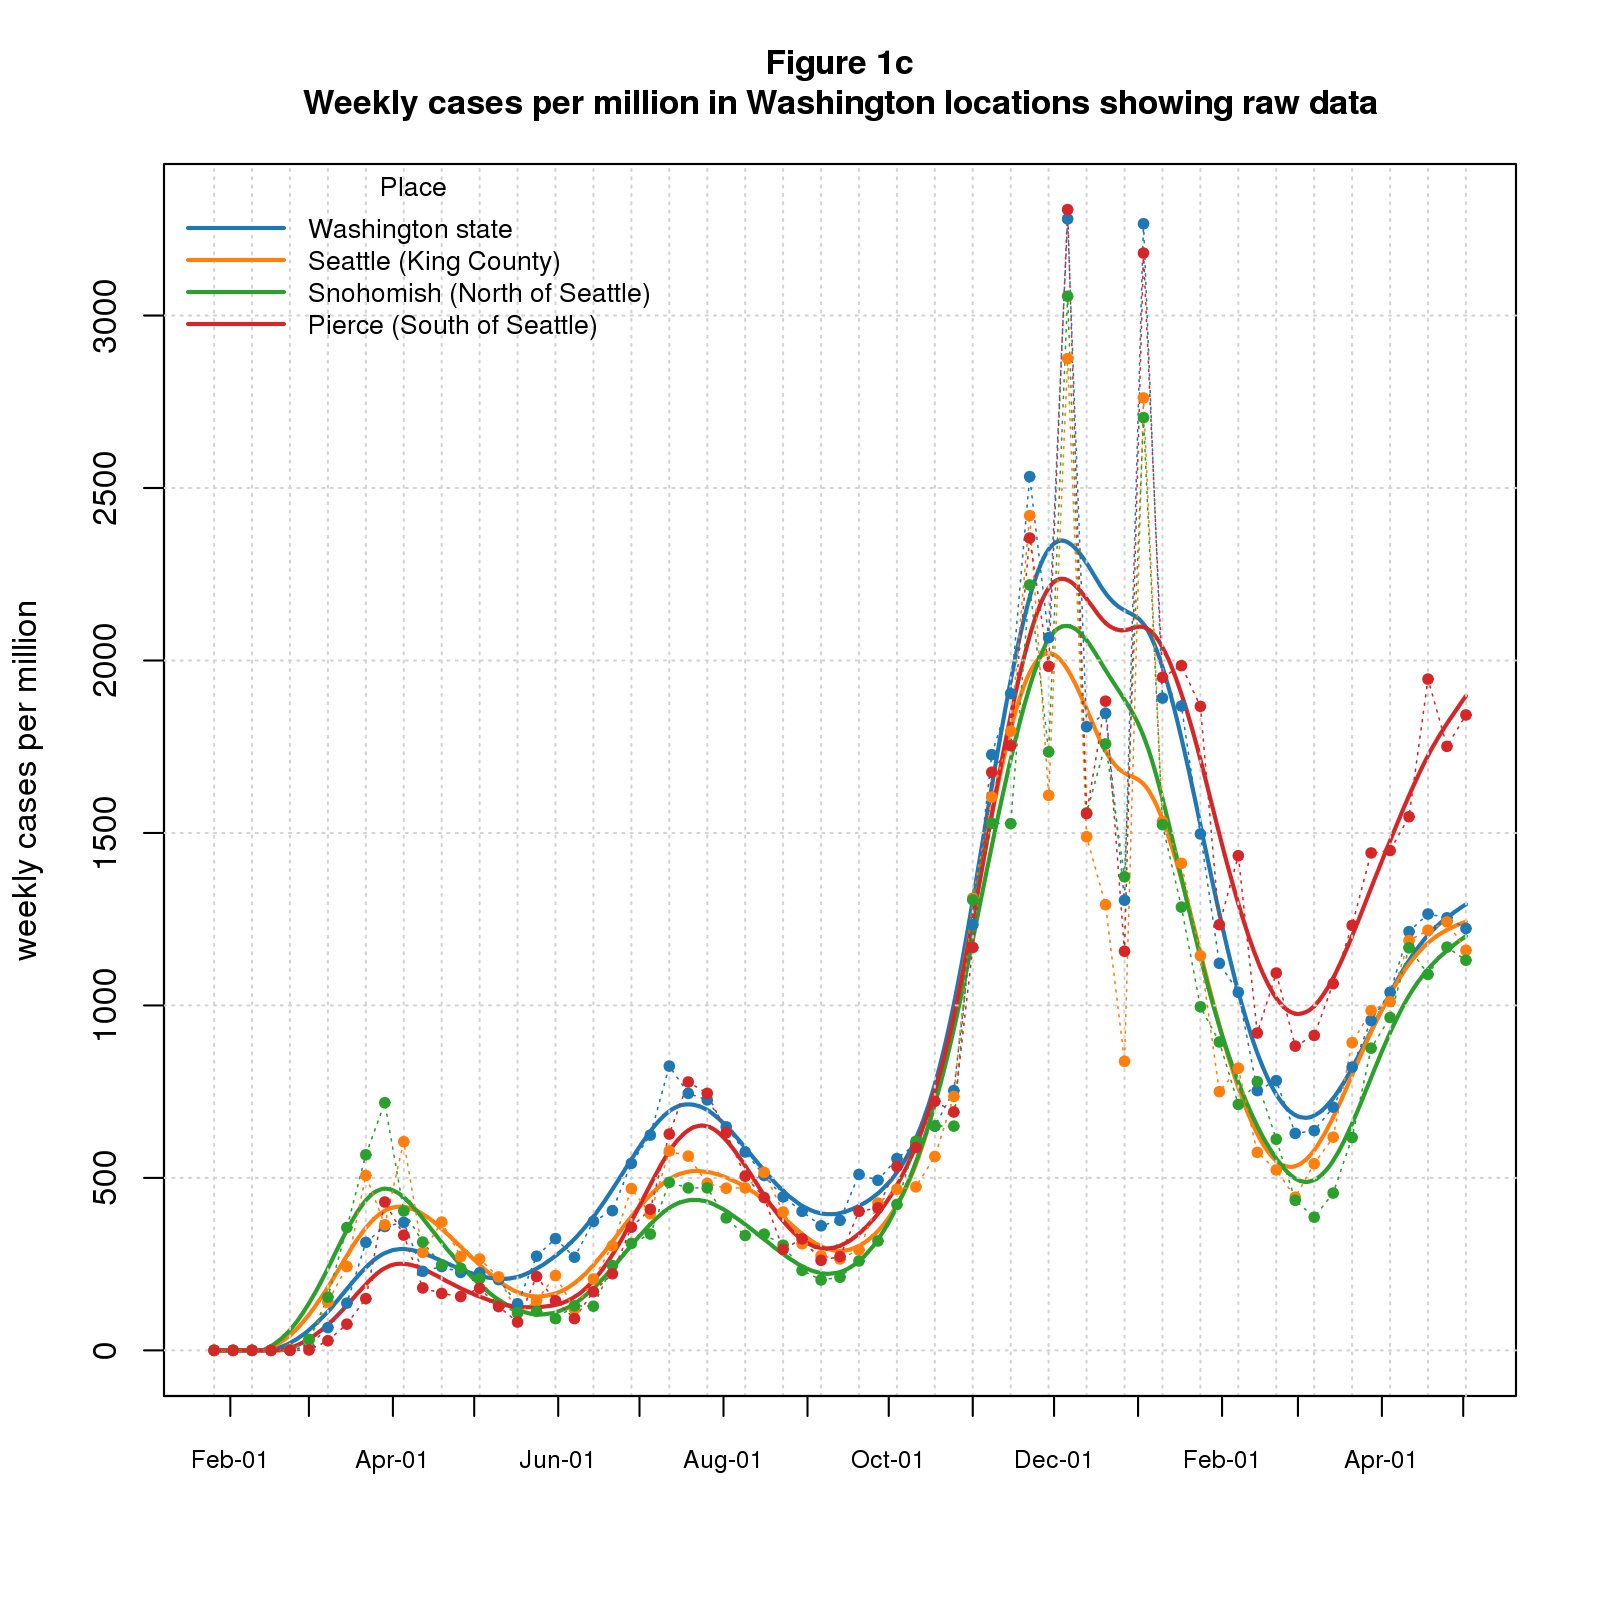 Figure 1c
Weekly cases per million in Washington locations showing raw data
Place
Washington state
Seattle (King County)
Snohomish (North of Seattle)
Pierce (South of Seattle)
weekly cases per million
3000
2500
2000
1500
1000
500
0
Feb-01 Apr-01 Jun-01 Aug-01 Oct-01 Dec-01 Feb-01 Apr-01